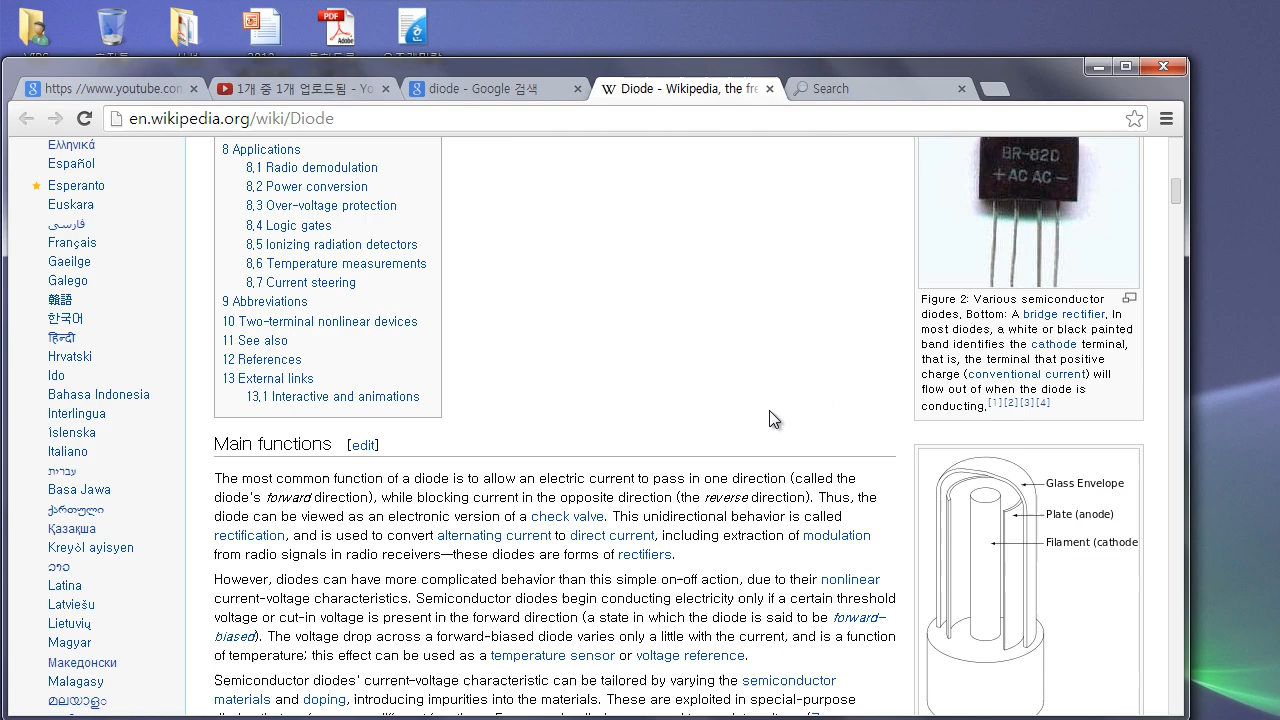 https://www.youtube.con
1개 중 1개 업로드됨 - Yo
diode - Google 검색
Diode - Wikipedia, the fre
Search
en.wikipedia.org/wiki/Diode
Ελληνικά
Español
Esperanto
Euskara
فارسی
Français
Gaeilge
Galego
贛語
한국어
हिन्दी
Hrvatski
Ido
Bahasa Indonesia
Interlingua
Íslenska
Italiano
עברית
Basa Jawa
ქართული
Қазақша
Kreyòl ayisyen
ລາວ
Latina
Latviešu
Lietuvių
Magyar
Македонски
Malagasy
മലയാളം
8 Applications
8.1 Radio demodulation
8.2 Power conversion
8.3 Over-voltage protection
8.4 Logic gates
8.5 Ionizing radiation detectors
8.6 Temperature measurements
8.7 Current steering
9 Abbreviations
10 Two-terminal nonlinear devices
11 See also
12 References
13 External links
13.1 Interactive and animations
Main functions [edit]
The most common function of a diode is to allow an electric current to pass in one direction (called the
diode's forward direction), while blocking current in the opposite direction (the reverse direction). Thus, the
diode can be viewed as an electronic version of a check valve. This unidirectional behavior is called
rectification, and is used to convert alternating current to direct current, including extraction of modulation
from radio signals in radio receivers—these diodes are forms of rectifiers.
However, diodes can have more complicated behavior than this simple on–off action, due to their nonlinear
current-voltage characteristics. Semiconductor diodes begin conducting electricity only if a certain threshold
voltage or cut-in voltage is present in the forward direction (a state in which the diode is said to be forward-
biased). The voltage drop across a forward-biased diode varies only a little with the current, and is a function
of temperature; this effect can be used as a temperature sensor or voltage reference.
Semiconductor diodes' current–voltage characteristic can be tailored by varying the semiconductor
materials and doping, introducing impurities into the materials. These are exploited in special-purpose
BR-82D
+ AC AC −
Figure 2: Various semiconductor
diodes. Bottom: A bridge rectifier. In
most diodes, a white or black painted
band identifies the cathode terminal,
that is, the terminal that positive
charge (conventional current) will
flow out of when the diode is
conducting.[1][2][3][4]
Glass Envelope
Plate (anode)
Filament (cathode